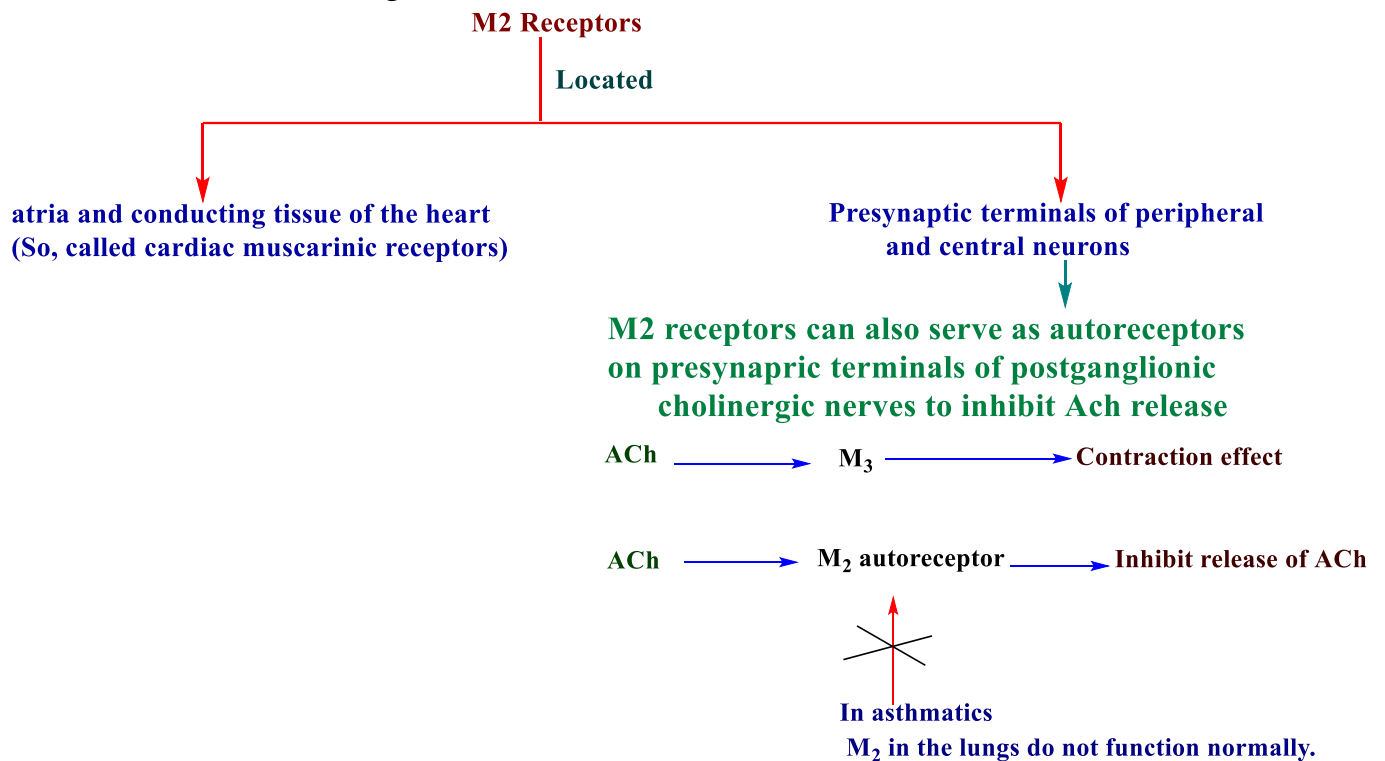 M2 Receptors
Located
atria and conducting tissue of the heart
(So, called cardiac muscarinic receptors)
Presynaptic terminals of peripheral
and central neurons
M2 receptors can also serve as autoreceptors
on presynapric terminals of postganglionic
cholinergic nerves to inhibit Ach release
ACh M₃ Contraction effect
ACh M₂ autoreceptor Inhibit release of ACh
In asthmatics
M₂ in the lungs do not function normally.